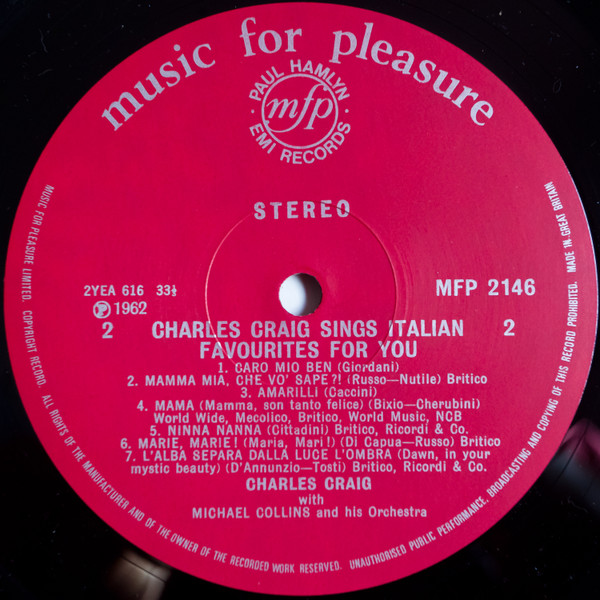 music for pleasure
· PAUL HAMLYN ·
mfp
EMI RECORDS
STEREO
2YEA 616 33⅓
Ⓟ 1962
MFP 2146
2 CHARLES CRAIG SINGS ITALIAN 2
FAVOURITES FOR YOU
1. CARO MIO BEN (Giordani)
2. MAMMA MIA, CHE VO' SAPE?! (Russo—Nutile) Britico
3. AMARILLI (Caccini)
4. MAMA (Mamma, son tanto felice) (Bixio—Cherubini)
World Wide, Mecolico, Britico, World Music, NCB
5. NINNA NANNA (Cittadini) Britico, Ricordi & Co.
6. MARIE, MARIE! (Maria, Mari!) (Di Capua—Russo) Britico
7. L'ALBA SEPARA DALLA LUCE L'OMBRA (Dawn, in your
mystic beauty) (D'Annunzio—Tosti) Britico, Ricordi & Co.
CHARLES CRAIG
with
MICHAEL COLLINS and his Orchestra
MUSIC FOR PLEASURE LIMITED. COPYRIGHT RECORD. ALL RIGHTS OF THE MANUFACTURER AND OF THE OWNER OF THE RECORDED WORK RESERVED. UNAUTHORISED PUBLIC PERFORMANCE, BROADCASTING AND COPYING OF THIS RECORD PROHIBITED. MADE IN GREAT BRITAIN